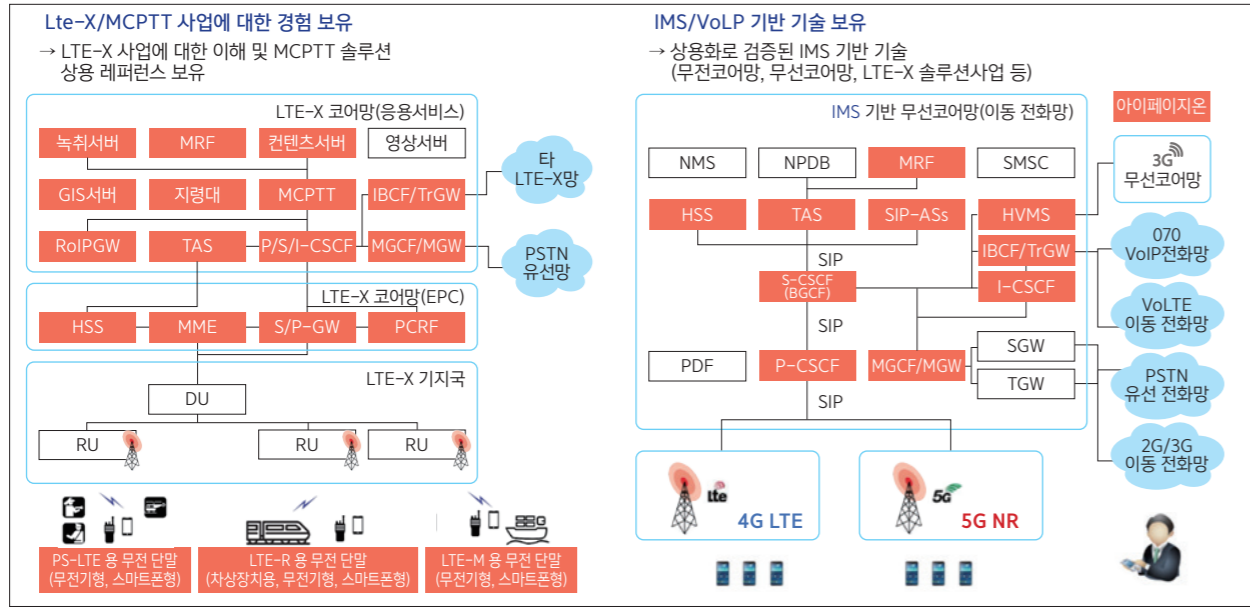 Lte-X/MCPTT 사업에 대한 경험 보유
→ LTE-X 사업에 대한 이해 및 MCPTT 솔루션
상용 레퍼런스 보유
LTE-X 코어망(응용서비스)
녹취서버
MRF
컨텐츠서버
영상서버
GIS서버
지령대
MCPTT
IBCF/TrGW
RoIPGW
TAS
P/S/I-CSCF
MGCF/MGW
타
LTE-X망
PSTN
유선망
LTE-X 코어망(EPC)
HSS
MME
S/P-GW
PCRF
LTE-X 기지국
DU
RU
RU
RU
PS-LTE 용 무전 단말
(무전기형, 스마트폰형)
LTE-R 용 무전 단말
(차상장치용, 무전기형, 스마트폰형)
LTE-M 용 무전 단말
(무전기형, 스마트폰형)
IMS/VoLP 기반 기술 보유
→ 상용화로 검증된 IMS 기반 기술
(무전코어망, 무선코어망, LTE-X 솔루션사업 등)
IMS 기반 무선코어망(이동 전화망)
아이페이지온
NMS
NPDB
MRF
SMSC
3G
무선코어망
HSS
TAS
SIP-ASs
HVMS
SIP
IBCF/TrGW
070
VoIP전화망
S-CSCF
(BGCF)
I-CSCF
SIP
VoLTE
이동 전화망
PDF
P-CSCF
MGCF/MGW
SGW
TGW
PSTN
유선 전화망
SIP
2G/3G
이동 전화망
lte
4G LTE
5G
5G NR